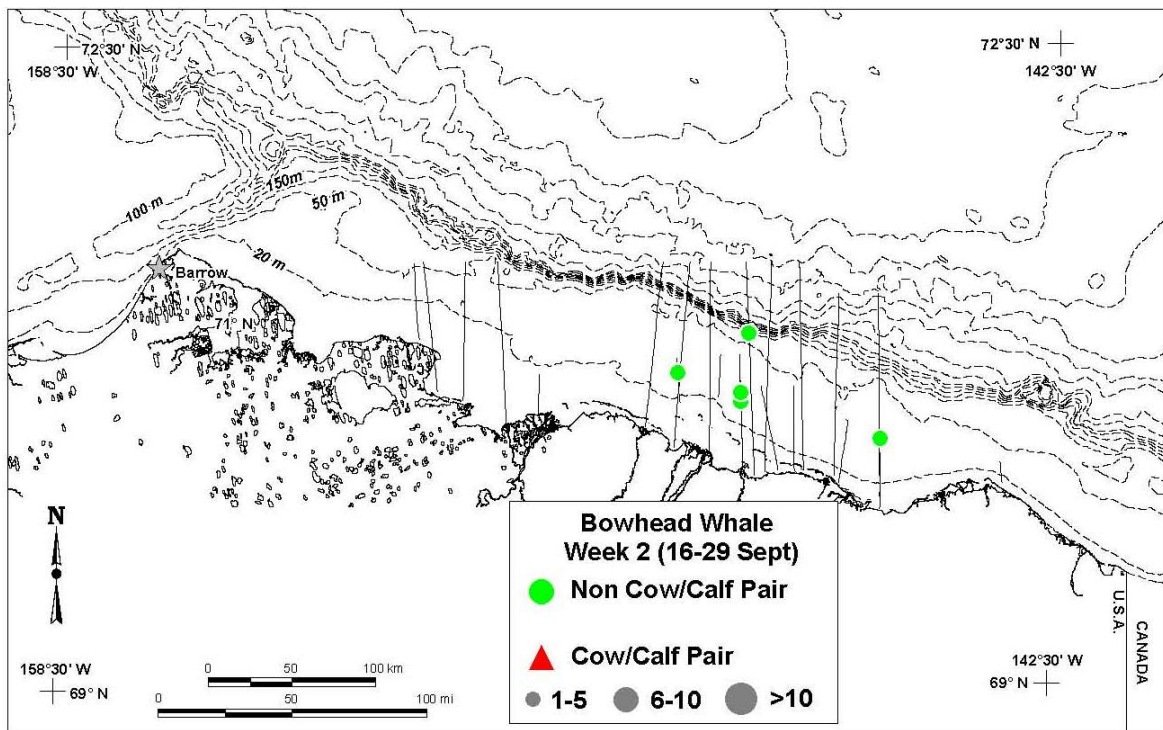 72°30' N
158°30' W
72°30' N
142°30' W
100 m
150m
50 m
20 m
Barrow
71° N
N
Bowhead Whale
Week 2 (16-29 Sept)
Non Cow/Calf Pair
Cow/Calf Pair
1-5 6-10 >10
U.S.A.
CANADA
158°30' W
69° N
0 50 100 km
0 50 100 mi
142°30' W
69° N